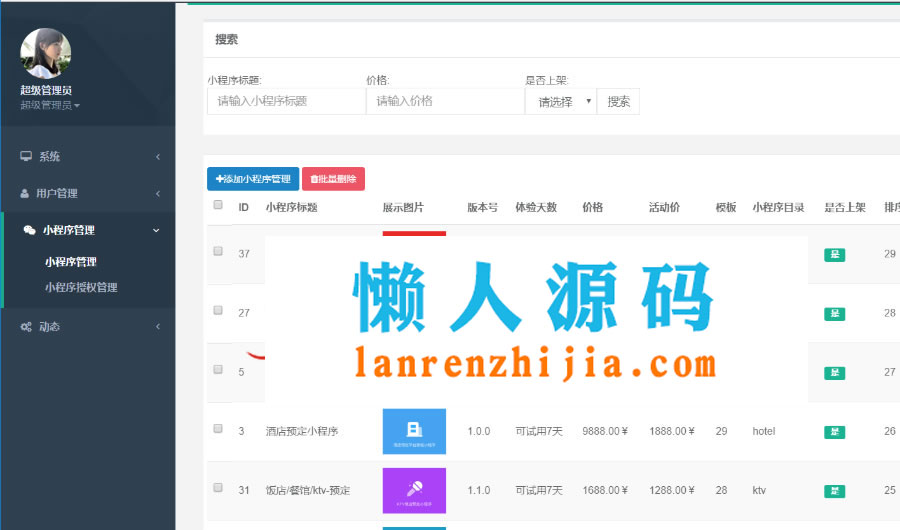 超级管理员
超级管理员
系统
用户管理
小程序管理
小程序管理
小程序授权管理
动态
搜索
小程序标题: 价格: 是否上架:
请输入小程序标题 请输入价格 请选择 搜索
添加小程序管理 批量删除
ID 小程序标题 展示图片 版本号 体验天数 价格 活动价 模板 小程序目录 是否上架 排序
37 是 29
27 是 28
5 是 27
懒人源码
lanrenzhijia.com
3 酒店预定小程序 1.0.0 可试用7天 9888.00¥ 1888.00¥ 29 hotel 是 26
31 饭店/餐馆/ktv-预定 1.1.0 可试用7天 1688.00¥ 1288.00¥ 28 ktv 是 25